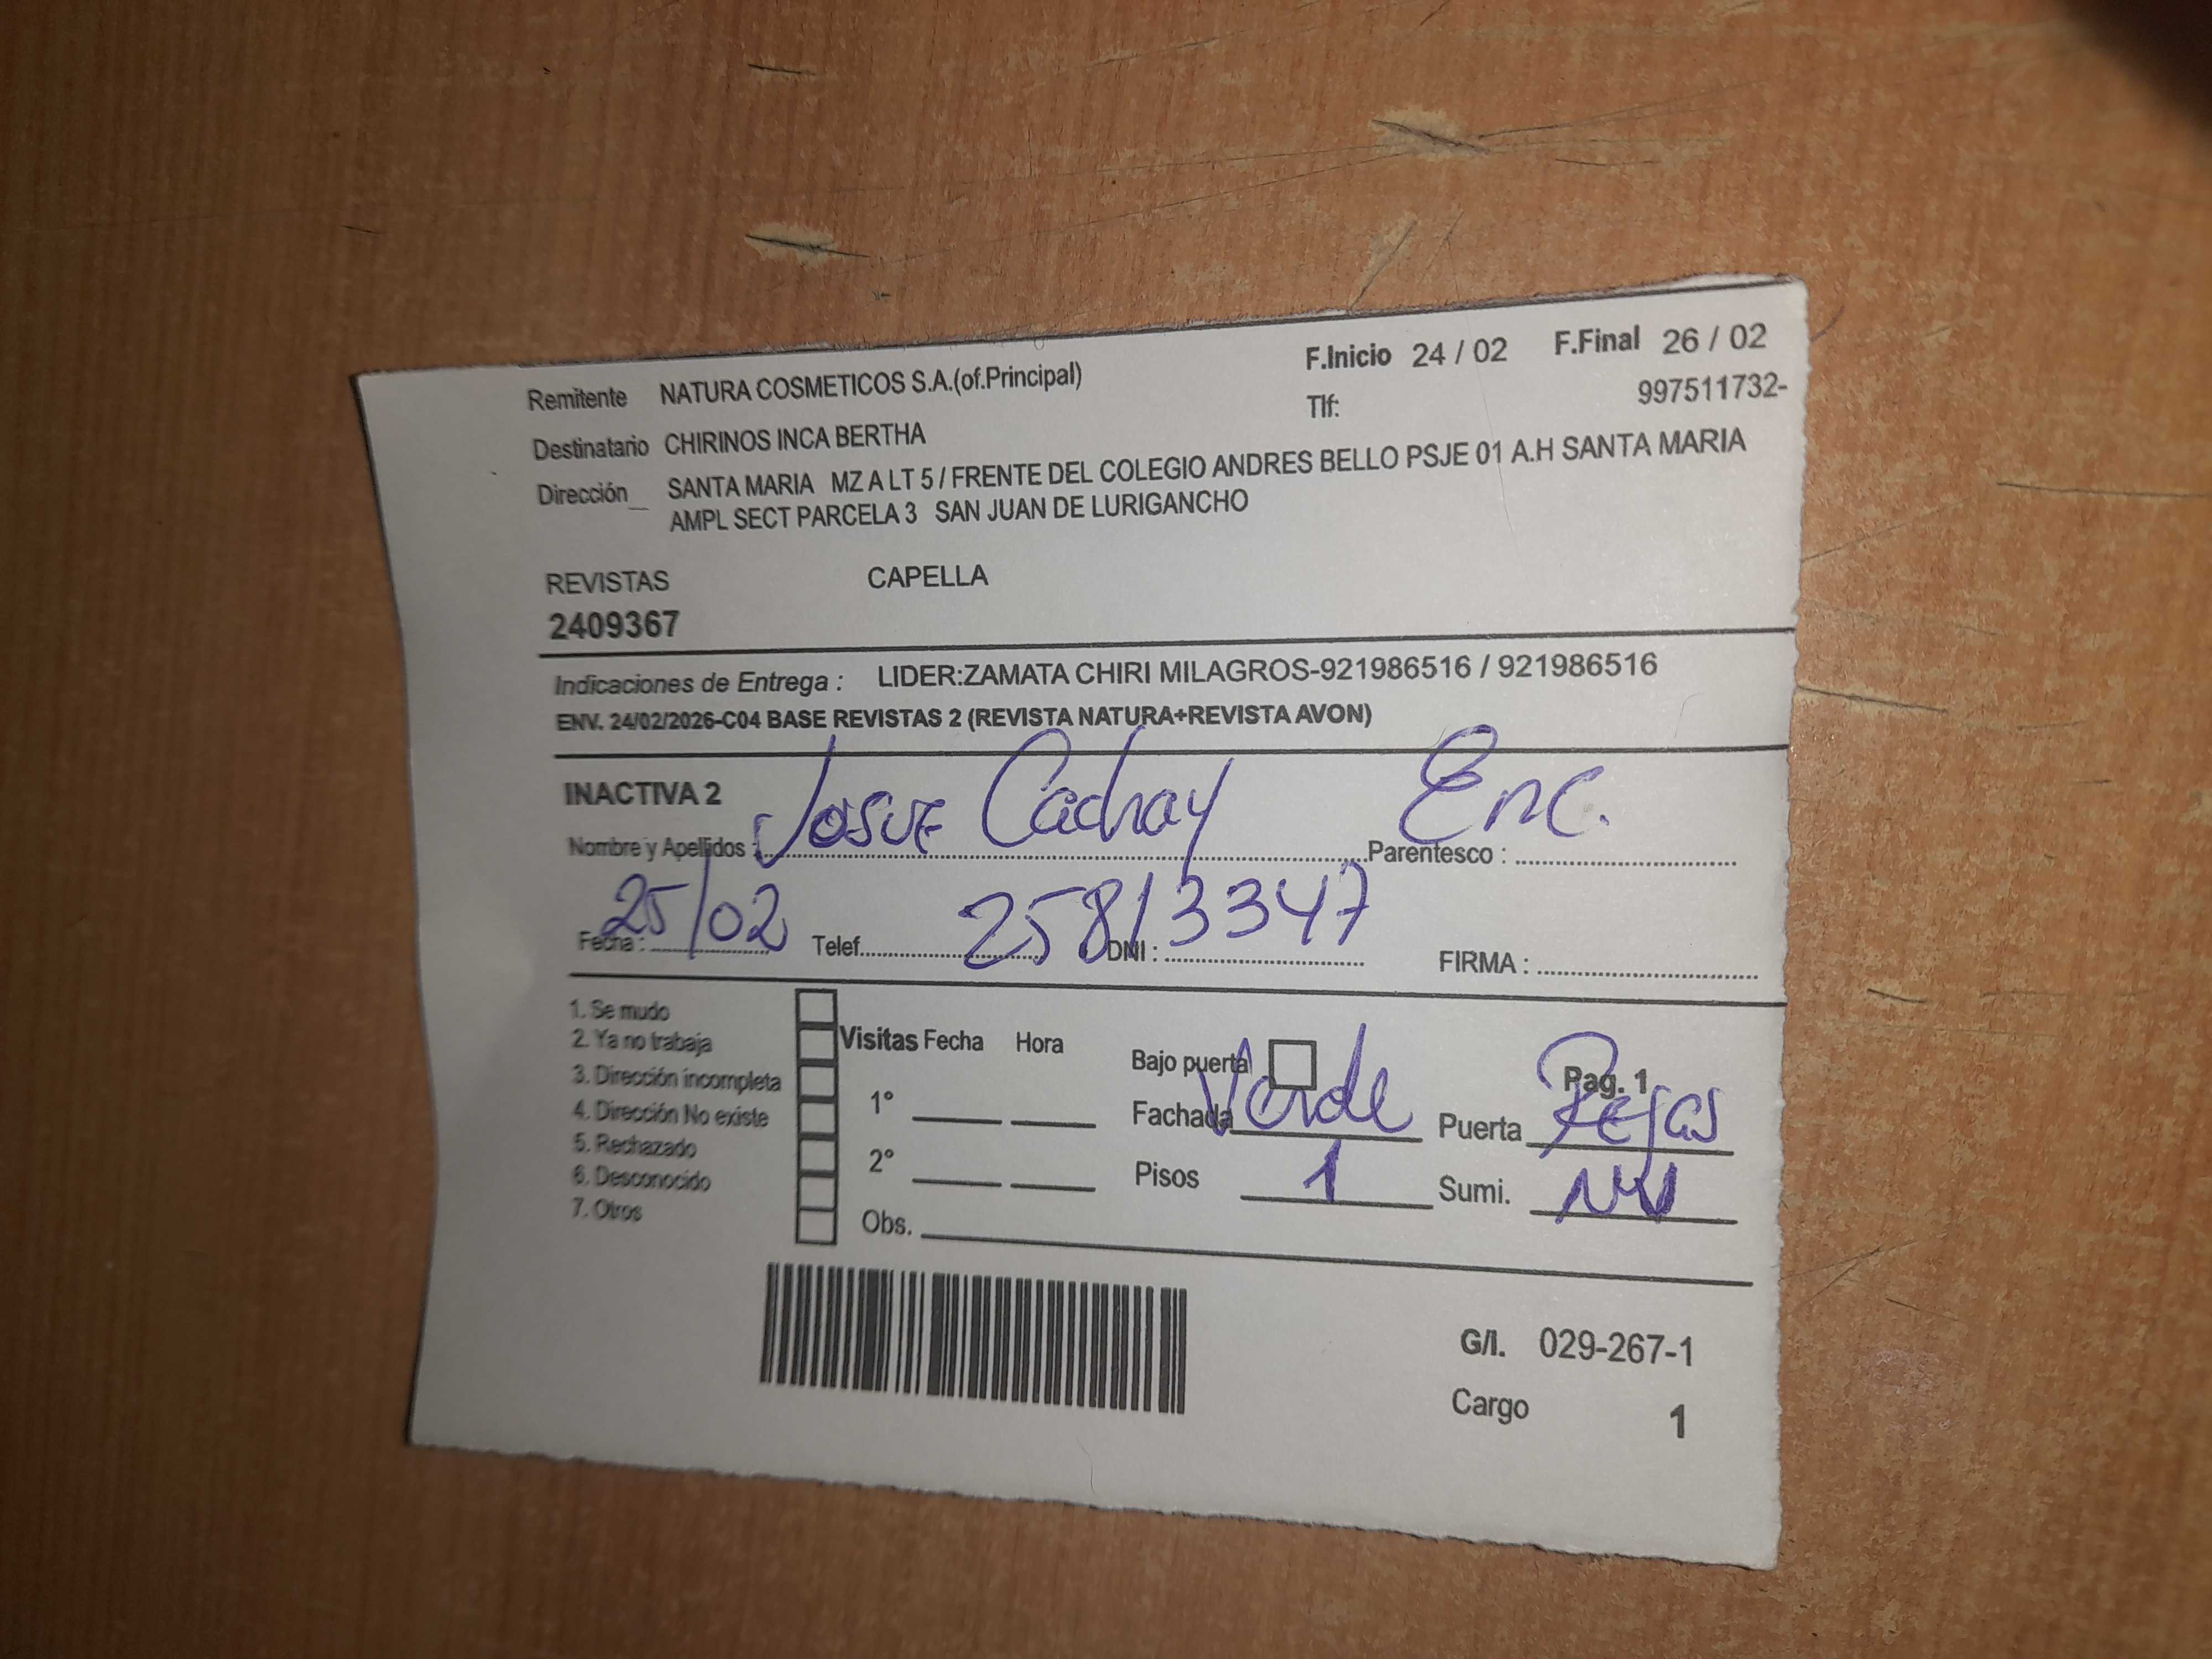 F.Inicio 24 / 02 F.Final 26 / 02
Remitente NATURA COSMETICOS S.A.(of.Principal) Tlf: 997511732-
Destinatario CHIRINOS INCA BERTHA
Dirección_ SANTA MARIA MZ A LT 5 / FRENTE DEL COLEGIO ANDRES BELLO PSJE 01 A.H SANTA MARIA
AMPL SECT PARCELA 3 SAN JUAN DE LURIGANCHO
REVISTAS CAPELLA
2409367
Indicaciones de Entrega : LIDER:ZAMATA CHIRI MILAGROS-921986516 / 921986516
ENV. 24/02/2026-C04 BASE REVISTAS 2 (REVISTA NATURA+REVISTA AVON)
INACTIVA 2
Nombre y Apellidos : Josue Cachay Parentesco : Enc.
Fecha : 25/02 Telef. DNI : 25813347 FIRMA :
1. Se mudo
2. Ya no trabaja
3. Dirección incompleta
4. Dirección No existe
5. Rechazado
6. Desconocido
7. Otros
Visitas Fecha Hora
1°
2°
Obs.
Bajo puerta Pag. 1
Fachada Verde Puerta Rejas
Pisos 1 Sumi.
G/I. 029-267-1
Cargo 1